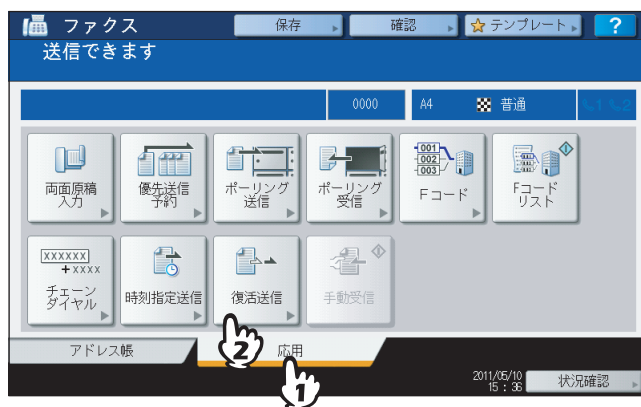 ファクス
保存
確認
テンプレート
?
送信できます
0000
A4
普通
1
2
両面原稿
入力
優先送信
予約
ポーリング
送信
ポーリング
受信
001
002
003
Fコード
Fコード
リスト
XXXXXX
+xxxx
チェーン
ダイヤル
時刻指定送信
復活送信
手動受信
2
アドレス帳
応用
1
2011/05/10
15:36
状況確認